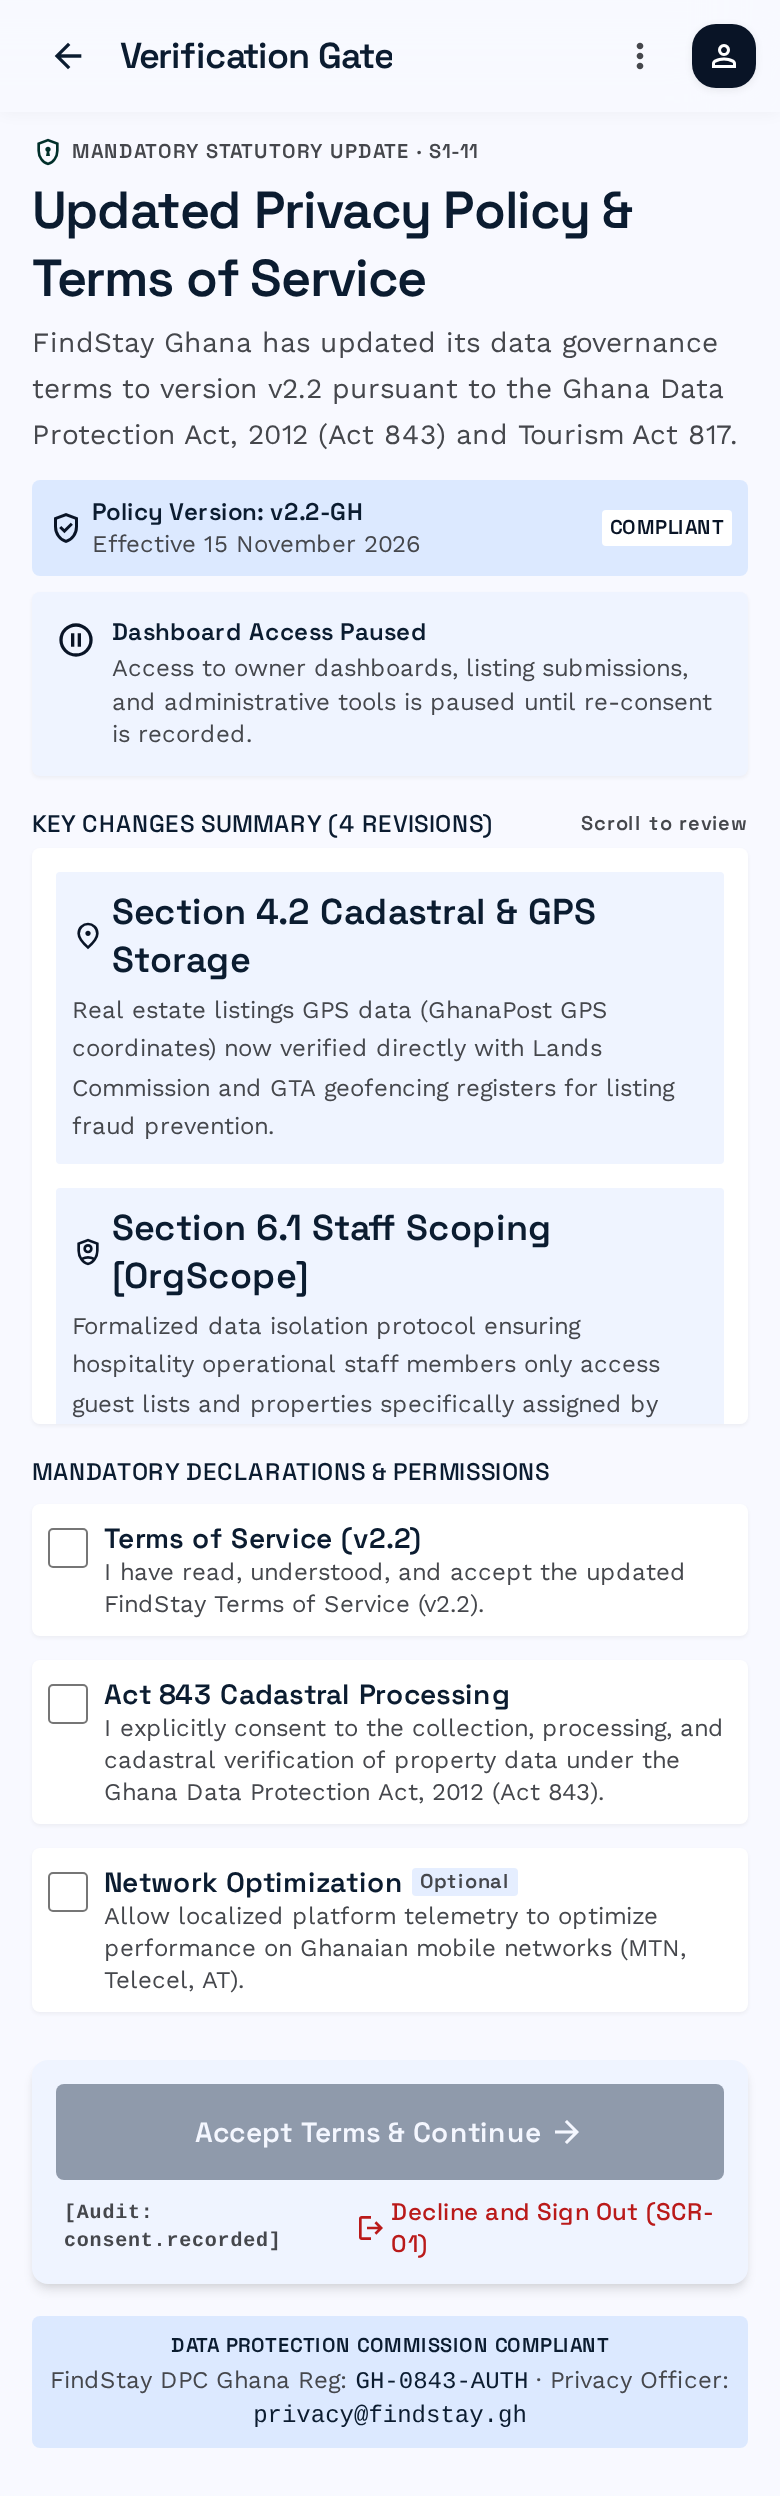 Verification Gate
MANDATORY STATUTORY UPDATE · S1-11
Updated Privacy Policy &
Terms of Service
FindStay Ghana has updated its data governance
terms to version v2.2 pursuant to the Ghana Data
Protection Act, 2012 (Act 843) and Tourism Act 817.
Policy Version: v2.2-GH
Effective 15 November 2026
COMPLIANT
Dashboard Access Paused
Access to owner dashboards, listing submissions,
and administrative tools is paused until re-consent
is recorded.
KEY CHANGES SUMMARY (4 REVISIONS)
Scroll to review
Section 4.2 Cadastral & GPS
Storage
Real estate listings GPS data (GhanaPost GPS
coordinates) now verified directly with Lands
Commission and GTA geofencing registers for listing
fraud prevention.
Section 6.1 Staff Scoping
[OrgScope]
Formalized data isolation protocol ensuring
hospitality operational staff members only access
guest lists and properties specifically assigned by
MANDATORY DECLARATIONS & PERMISSIONS
Terms of Service (v2.2)
I have read, understood, and accept the updated
FindStay Terms of Service (v2.2).
Act 843 Cadastral Processing
I explicitly consent to the collection, processing, and
cadastral verification of property data under the
Ghana Data Protection Act, 2012 (Act 843).
Network Optimization Optional
Allow localized platform telemetry to optimize
performance on Ghanaian mobile networks (MTN,
Telecel, AT).
Accept Terms & Continue
[Audit:
consent.recorded]
Decline and Sign Out (SCR-
01)
DATA PROTECTION COMMISSION COMPLIANT
FindStay DPC Ghana Reg: GH-0843-AUTH · Privacy Officer:
privacy@findstay.gh